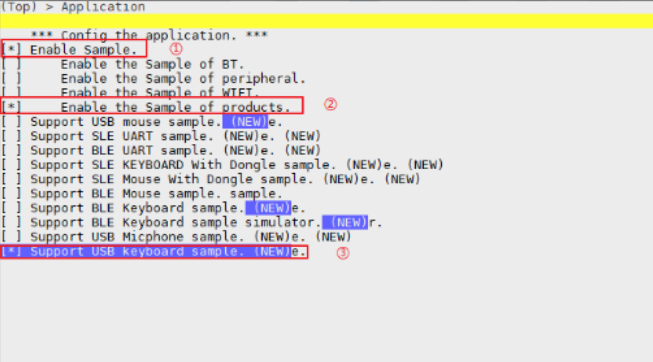 (Top) > Application
*** Config the application. ***
[*] Enable Sample. ①
[ ] Enable the Sample of BT.
[ ] Enable the Sample of peripheral.
[ ] Enable the Sample of WIFI.
[*] Enable the Sample of products. ②
[ ] Support USB mouse sample. (NEW)e.
[ ] Support SLE UART sample. (NEW)e. (NEW)
[ ] Support BLE UART sample. (NEW)e. (NEW)
[ ] Support SLE KEYBOARD With Dongle sample. (NEW)e. (NEW)
[ ] Support SLE Mouse With Dongle sample. (NEW)e. (NEW)
[ ] Support BLE Mouse sample. sample.
[ ] Support BLE Keyboard sample. (NEW)e.
[ ] Support BLE Keyboard sample simulator. (NEW)r.
[ ] Support USB Micphone sample. (NEW)e. (NEW)
[*] Support USB keyboard sample. (NEW)e. ③